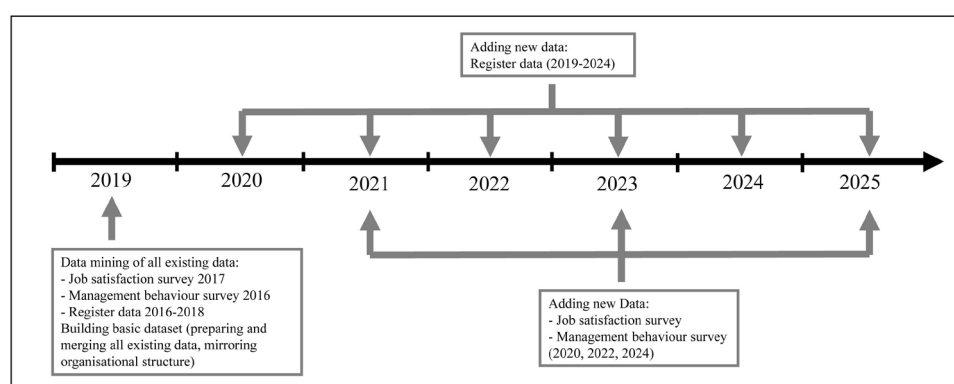 Adding new data:
Register data (2019-2024)
2019
2020
2021
2022
2023
2024
2025
Data mining of all existing data:
- Job satisfaction survey 2017
- Management behaviour survey 2016
- Register data 2016-2018
Building basic dataset (preparing and
merging all existing data, mirroring
organisational structure)
Adding new Data:
- Job satisfaction survey
- Management behaviour survey
(2020, 2022, 2024)